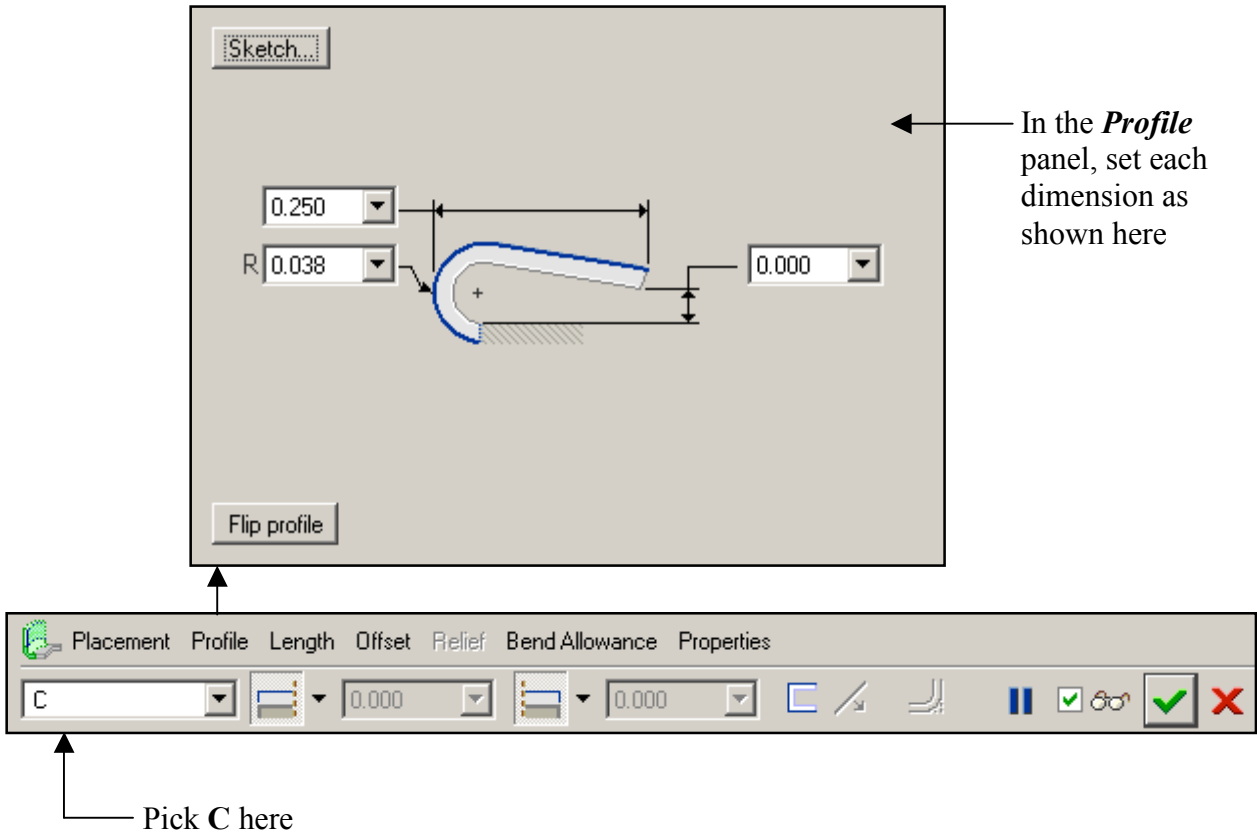 Sketch...
In the Profile
panel, set each
dimension as
shown here
0.250
R 0.038
0.000
Flip profile
Placement Profile Length Offset Relief Bend Allowance Properties
C 0.000 0.000
Pick C here